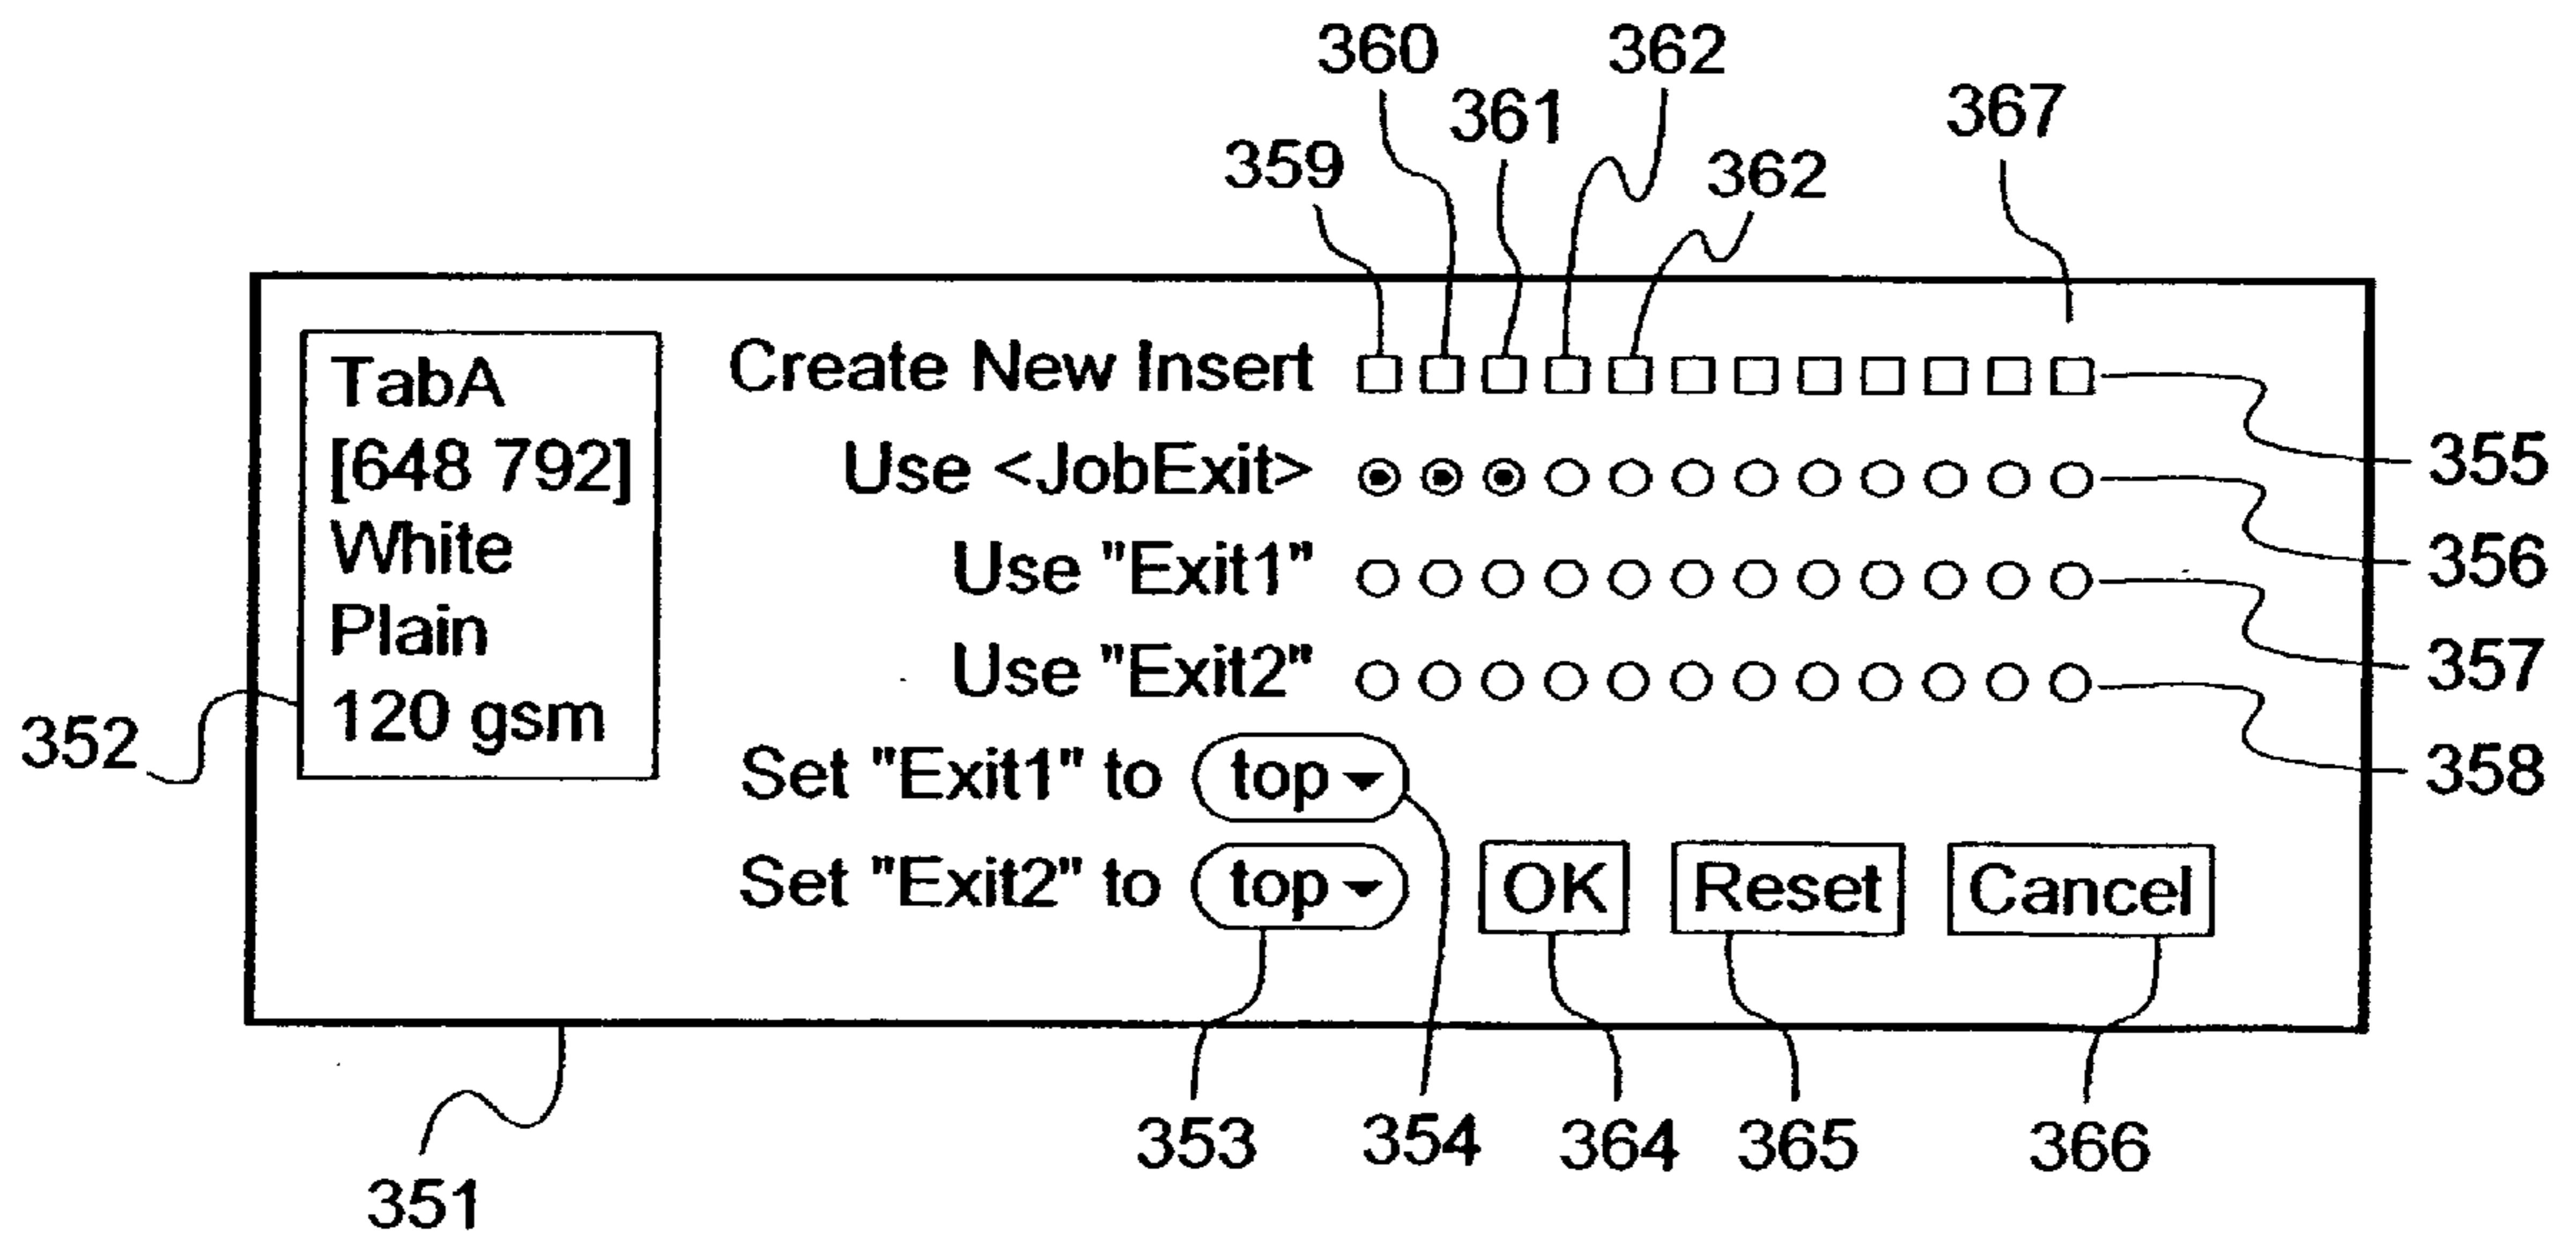 360
362
361
367
359
362
TabA
[648 792]
White
Plain
120 gsm
Create New Insert
Use <JobExit>
Use "Exit1"
Use "Exit2"
Set "Exit1" to top
Set "Exit2" to top
OK
Reset
Cancel
355
356
357
358
352
353
354
364
365
366
351